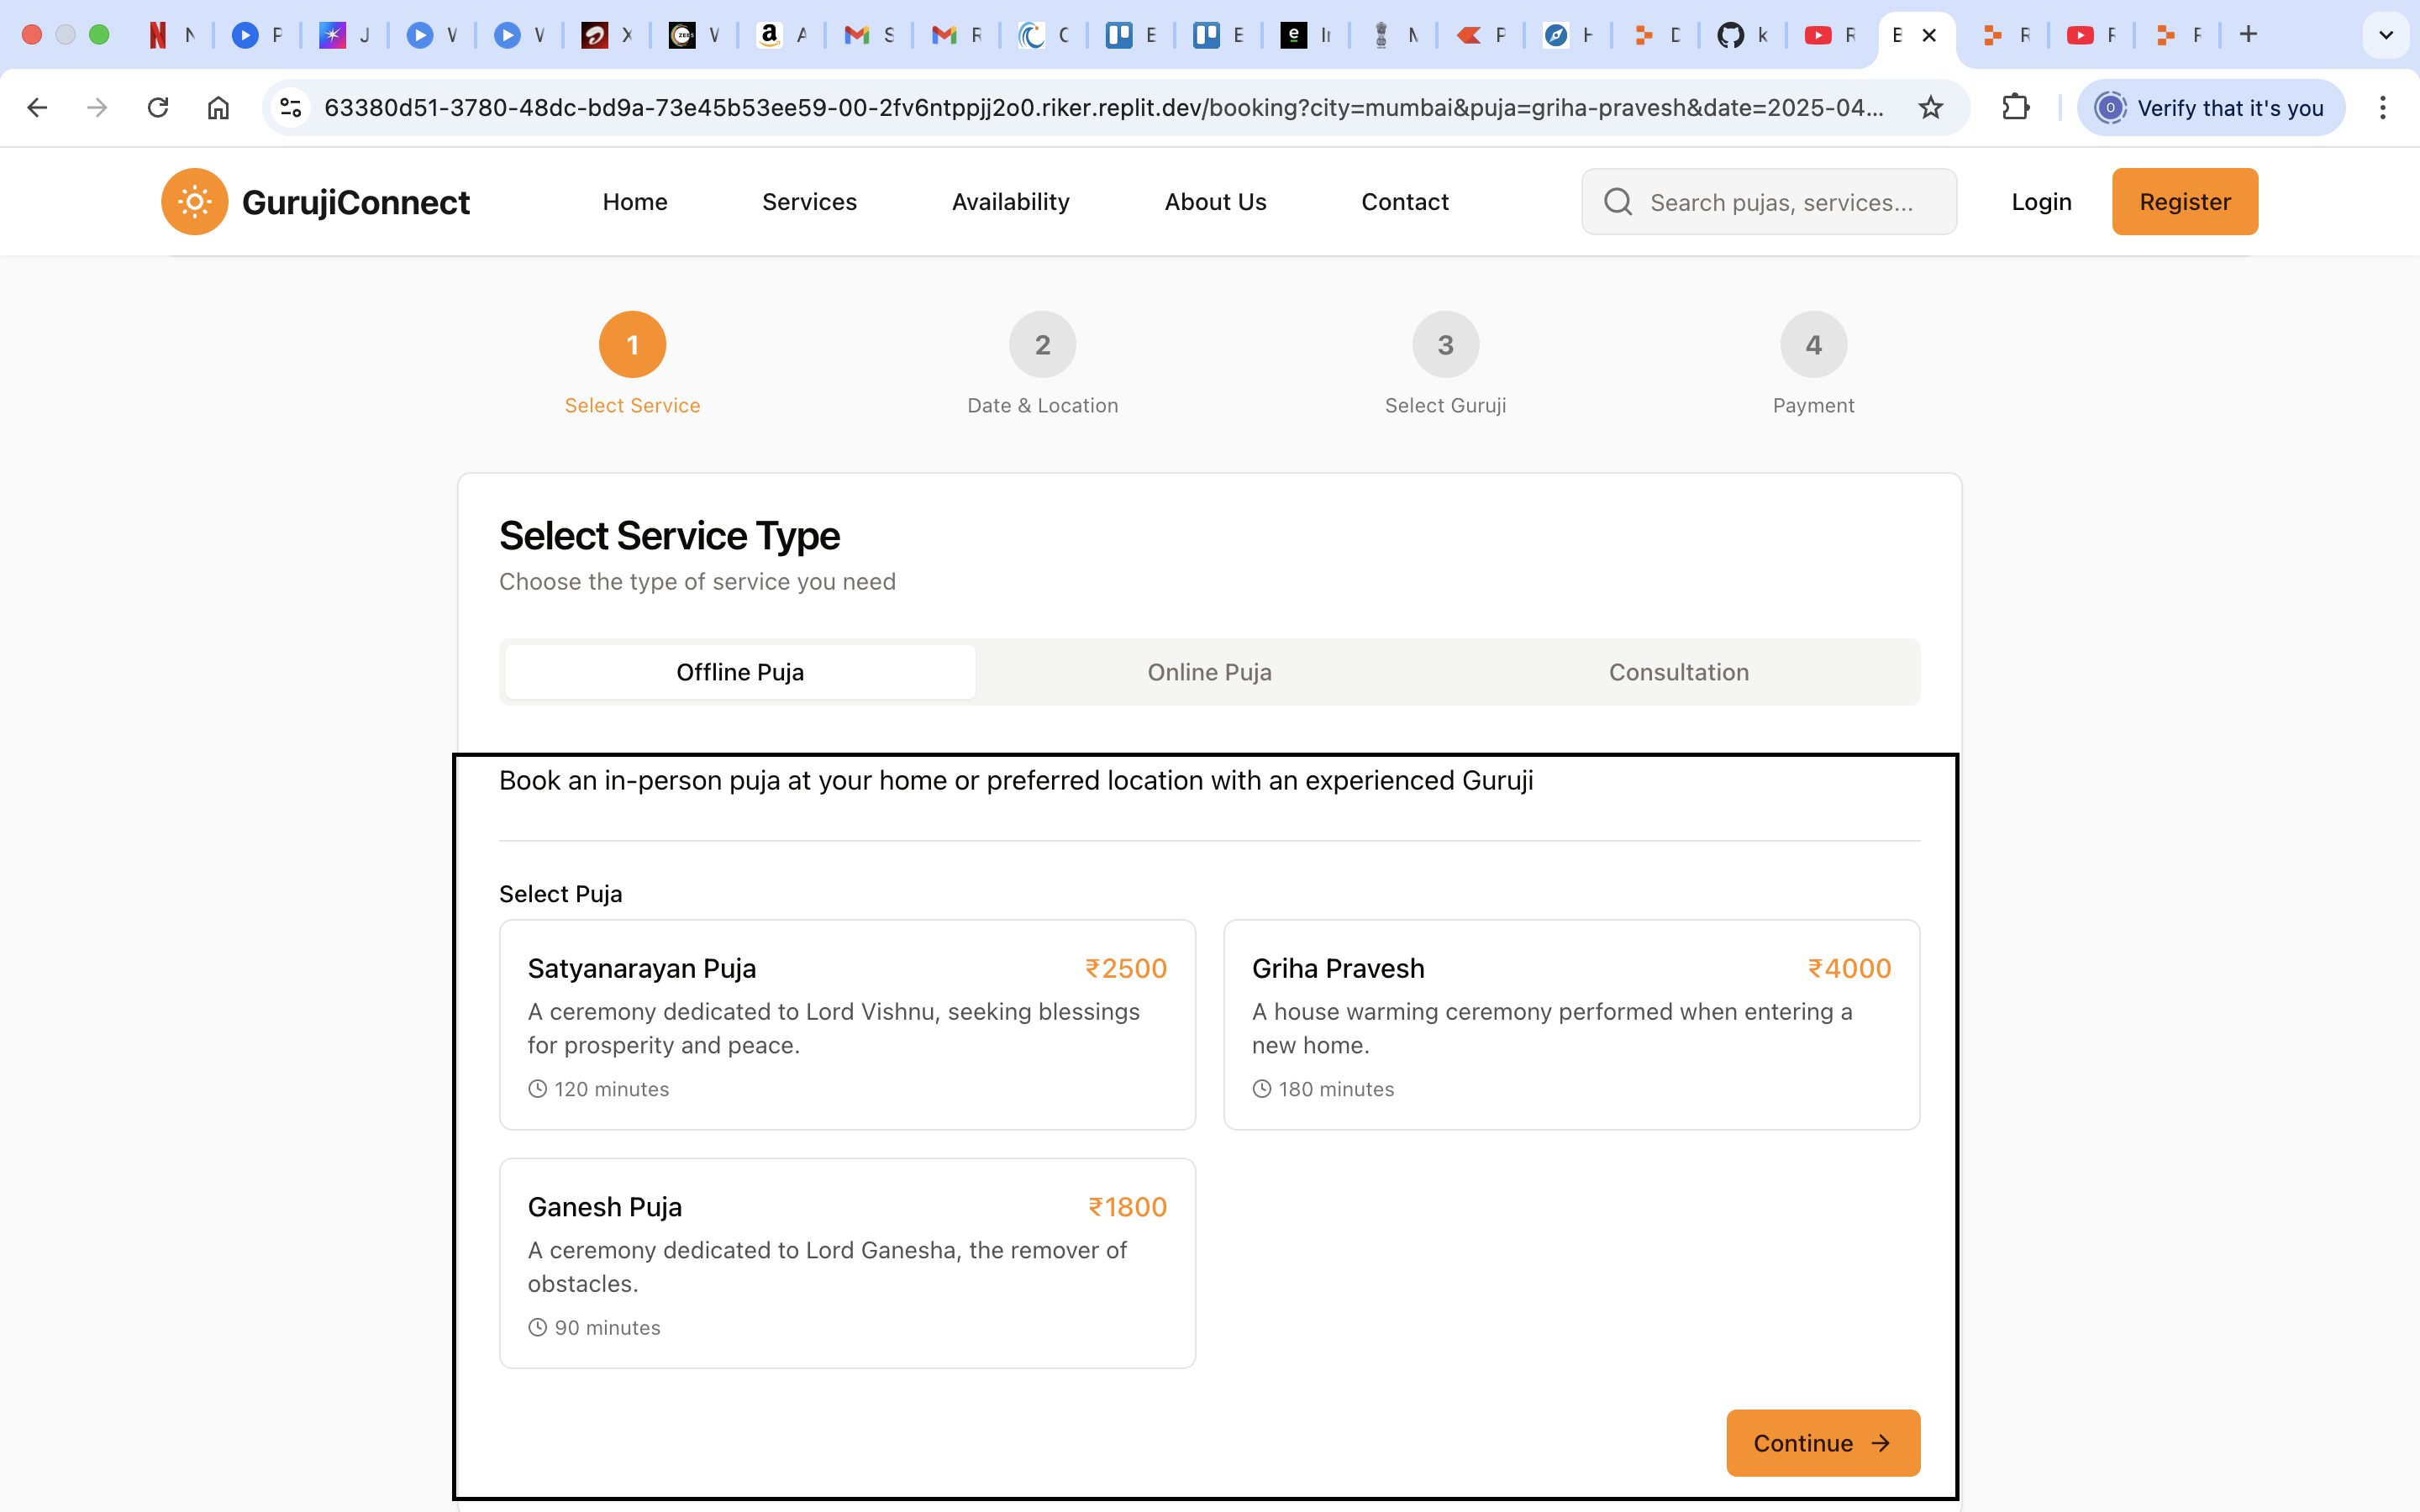 63380d51-3780-48dc-bd9a-73e45b53ee59-00-2fv6ntppjj2o0.riker.replit.dev/booking?city=mumbai&puja=griha-pravesh&date=2025-04...
Verify that it's you
GurujiConnect
Home
Services
Availability
About Us
Contact
Search pujas, services...
Login
Register
1
2
3
4
Select Service
Date & Location
Select Guruji
Payment
Select Service Type
Choose the type of service you need
Offline Puja
Online Puja
Consultation
Book an in-person puja at your home or preferred location with an experienced Guruji
Select Puja
Satyanarayan Puja
₹2500
A ceremony dedicated to Lord Vishnu, seeking blessings
for prosperity and peace.
120 minutes
Griha Pravesh
₹4000
A house warming ceremony performed when entering a
new home.
180 minutes
Ganesh Puja
₹1800
A ceremony dedicated to Lord Ganesha, the remover of
obstacles.
90 minutes
Continue